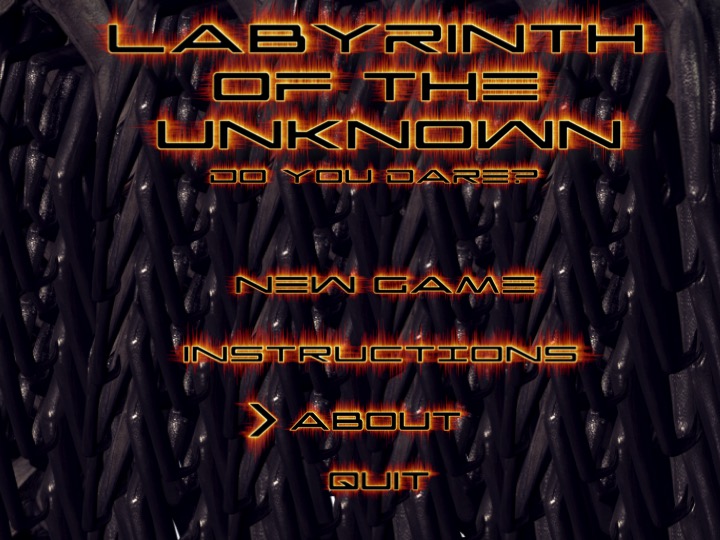 LABYRINTH
OF THE
UNKNOWN
DO YOU DARE?
NEW GAME
INSTRUCTIONS
> ABOUT
QUIT